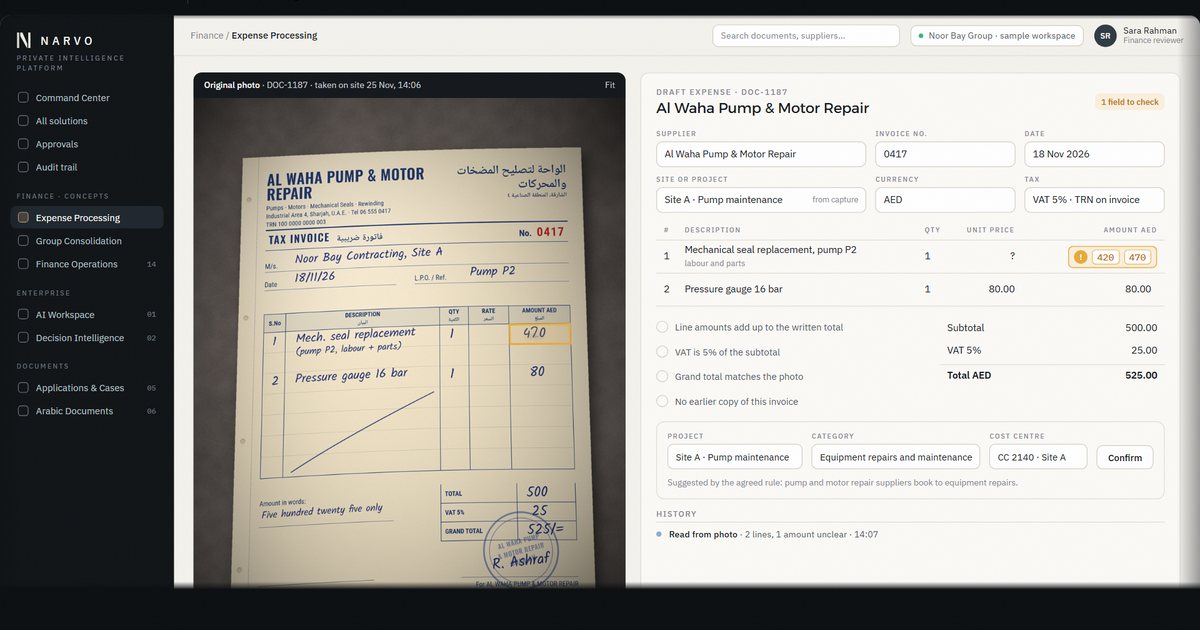 NARVO
PRIVATE INTELLIGENCE
PLATFORM
Command Center
All solutions
Approvals
Audit trail
FINANCE · CONCEPTS
Expense Processing
Group Consolidation
Finance Operations 14
ENTERPRISE
AI Workspace 01
Decision Intelligence 02
DOCUMENTS
Applications & Cases 05
Arabic Documents 06
Finance / Expense Processing
Search documents, suppliers...
Noor Bay Group · sample workspace
SR
Sara Rahman
Finance reviewer
Original photo · DOC-1187 · taken on site 25 Nov, 14:06
Fit
AL WAHA PUMP & MOTOR
REPAIR
الواحة لتصليح المضخات
والمحركات
Pumps · Motors · Mechanical Seals · Rewinding
Industrial Area 4, Sharjah, U.A.E. · Tel 06 555 0417
TRN 100 0000 0000 003
الشارقة، المنطقة الصناعية ٤
TAX INVOICE فاتورة ضريبية
No. 0417
M/s. Noor Bay Contracting, Site A
Date 18/11/26
L.P.O. / Ref. Pump P2
S.No DESCRIPTION QTY RATE AMOUNT AED
البيان الكمية السعر المبلغ
1 Mech. seal replacement 1
(pump P2, labour + parts)
2 Pressure gauge 16 bar 1 80
Amount in words:
Five hundred twenty five only
TOTAL 500
VAT 5% 25
GRAND TOTAL 525/=
AL WAHA PUMP
& MOTOR REPAIR
R. Ashraf
For AL WAHA PUMP & MOTOR REPAIR
DRAFT EXPENSE · DOC-1187
Al Waha Pump & Motor Repair
1 field to check
SUPPLIER INVOICE NO. DATE
Al Waha Pump & Motor Repair 0417 18 Nov 2026
SITE OR PROJECT CURRENCY TAX
Site A · Pump maintenance from capture AED VAT 5% · TRN on invoice
# DESCRIPTION QTY UNIT PRICE AMOUNT AED
1 Mechanical seal replacement, pump P2 1 ? ! 420 470
labour and parts
2 Pressure gauge 16 bar 1 80.00 80.00
Line amounts add up to the written total
VAT is 5% of the subtotal
Grand total matches the photo
No earlier copy of this invoice
Subtotal 500.00
VAT 5% 25.00
Total AED 525.00
PROJECT CATEGORY COST CENTRE
Site A · Pump maintenance Equipment repairs and maintenance CC 2140 · Site A Confirm
Suggested by the agreed rule: pump and motor repair suppliers book to equipment repairs.
HISTORY
Read from photo · 2 lines, 1 amount unclear · 14:07